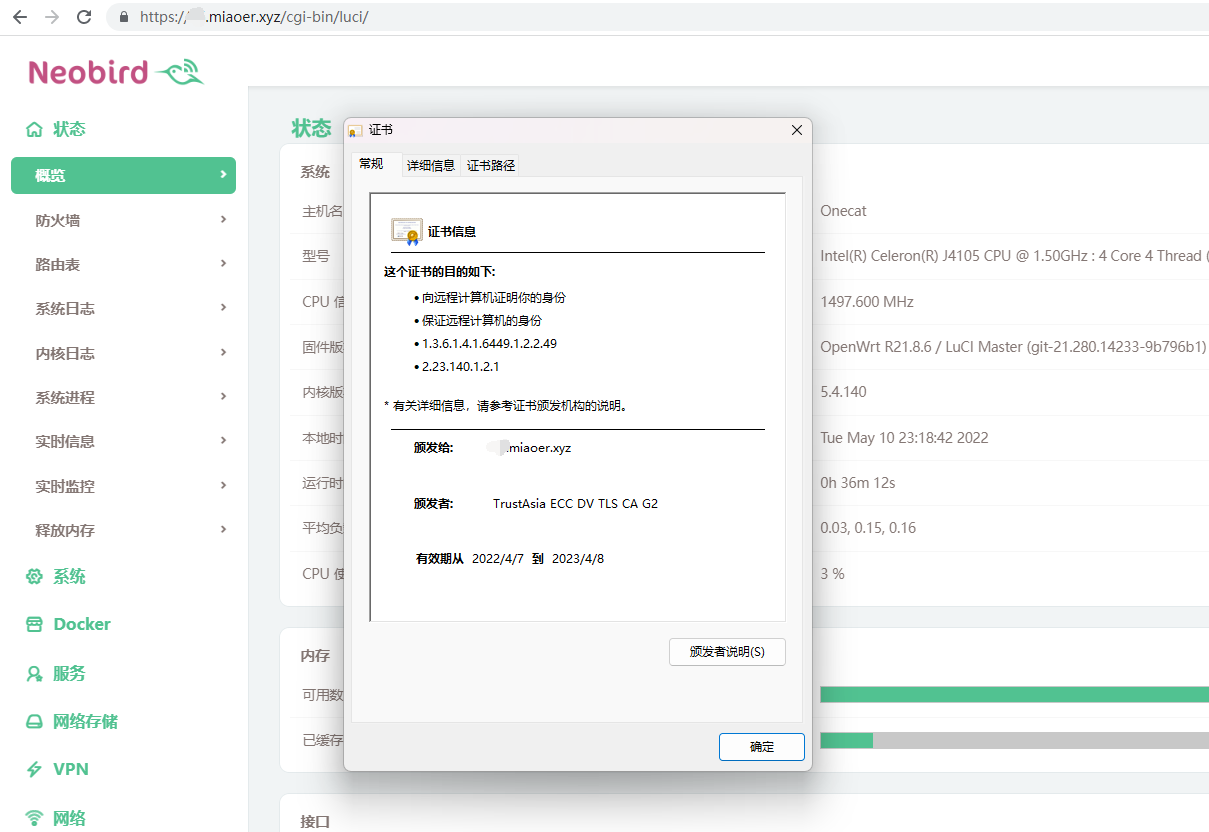 https://.miaoer.xyz/cgi-bin/luci/
Neobird
状态
概览
防火墙
路由表
系统日志
内核日志
系统进程
实时信息
实时监控
释放内存
系统
Docker
服务
网络存储
VPN
网络
状态
系统
主机名
Onecat
型号
Intel(R) Celeron(R) J4105 CPU @ 1.50GHz : 4 Core 4 Thread (
CPU 信
1497.600 MHz
固件版
OpenWrt R21.8.6 / LuCI Master (git-21.280.14233-9b796b1)
内核版
5.4.140
本地时
Tue May 10 23:18:42 2022
运行时
0h 36m 12s
平均负
0.03, 0.15, 0.16
CPU 使
3 %
内存
可用数
已缓存
接口
证书
常规
详细信息
证书路径
证书信息
这个证书的目的如下:
• 向远程计算机证明你的身份
• 保证远程计算机的身份
• 1.3.6.1.4.1.6449.1.2.2.49
• 2.23.140.1.2.1
* 有关详细信息，请参考证书颁发机构的说明。
颁发给: .miaoer.xyz
颁发者: TrustAsia ECC DV TLS CA G2
有效期从 2022/4/7 到 2023/4/8
颁发者说明(S)
确定